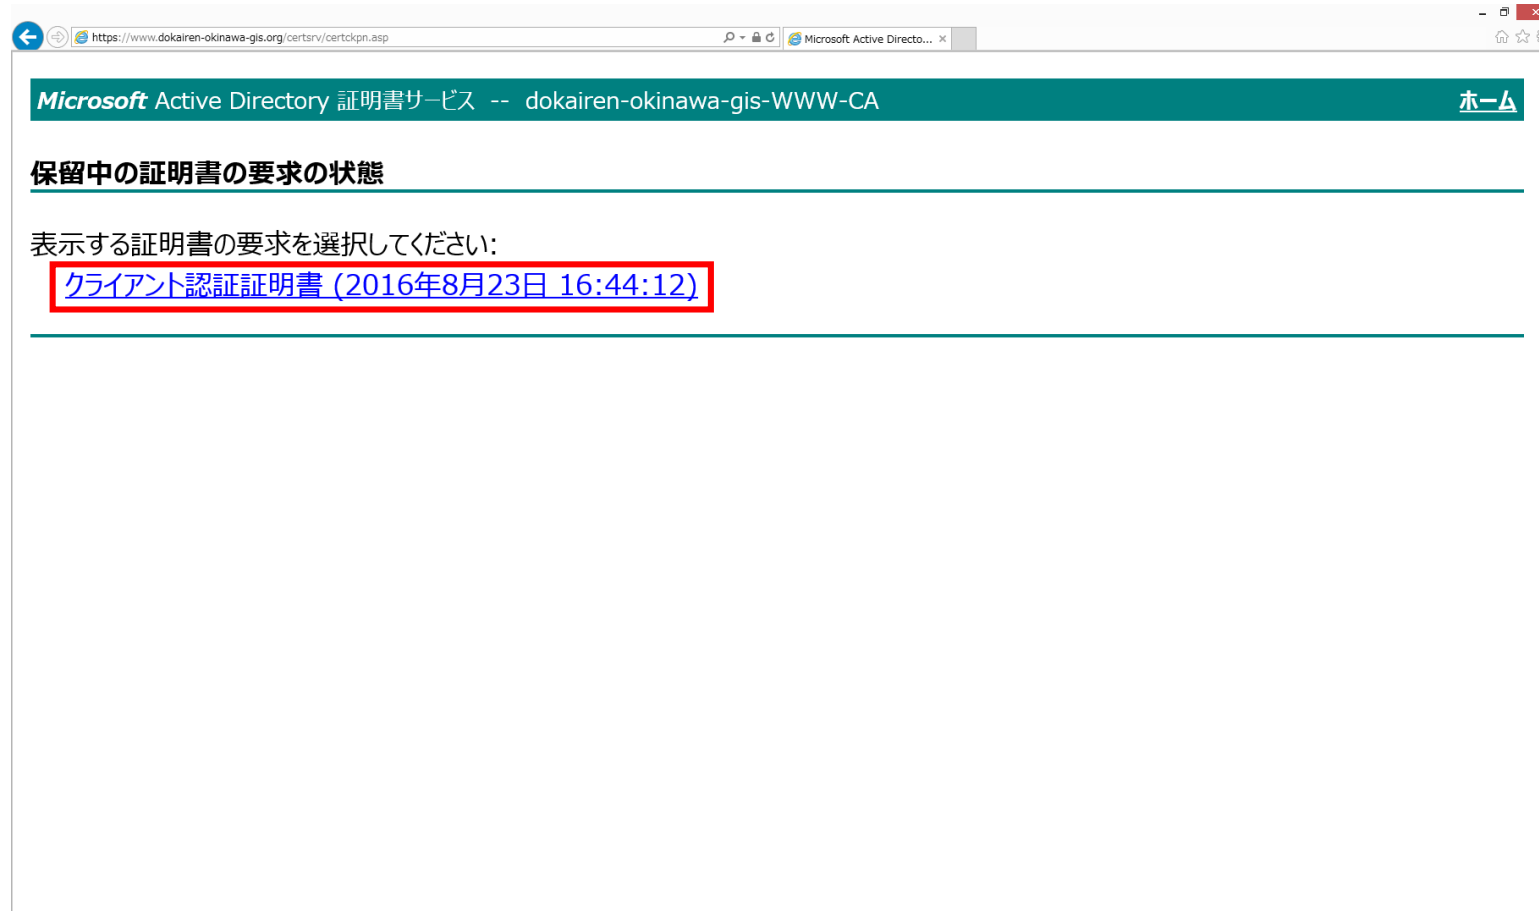 https://www.dokairen-okinawa-gis.org/certsrv/certckpn.asp
Microsoft Active Directo...
Microsoft Active Directory 証明書サービス -- dokairen-okinawa-gis-WWW-CA
ホーム
保留中の証明書の要求の状態
表示する証明書の要求を選択してください:
クライアント認証証明書 (2016年8月23日 16:44:12)